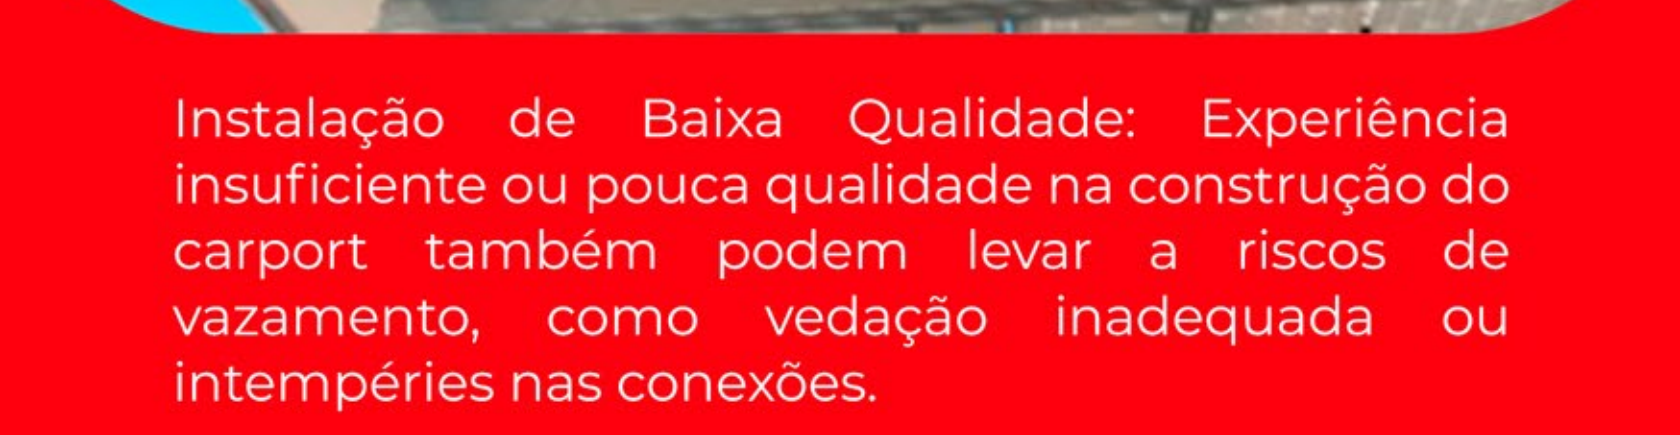 Instalação de Baixa Qualidade: Experiência
insuficiente ou pouca qualidade na construção do
carport também podem levar a riscos de
vazamento, como vedação inadequada ou
intempéries nas conexões.